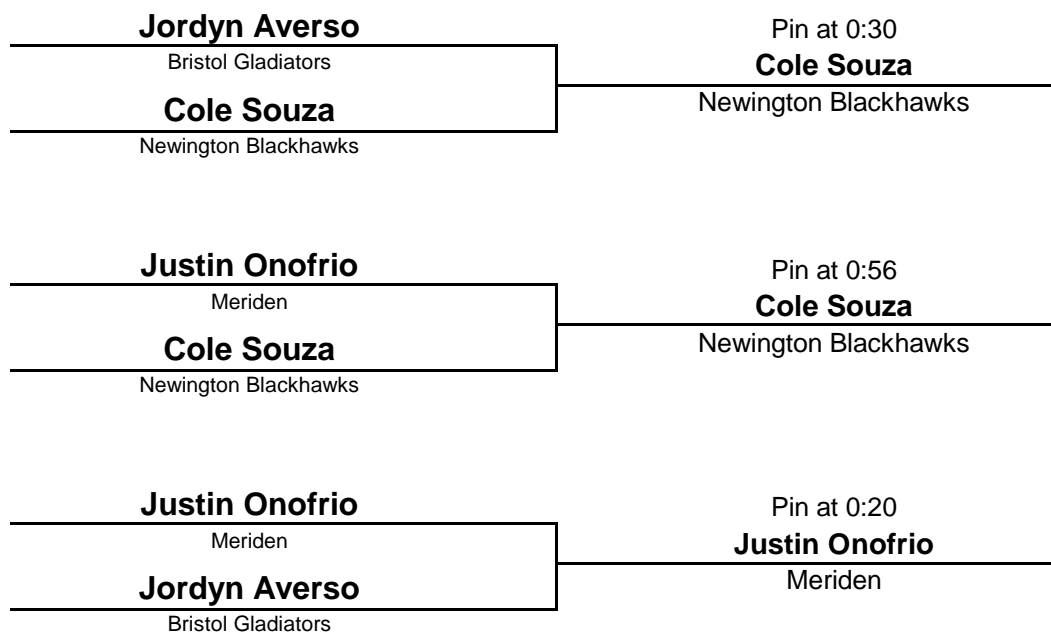 Jordyn Averso
Bristol Gladiators
Cole Souza
Newington Blackhawks
Pin at 0:30
Cole Souza
Newington Blackhawks
Justin Onofrio
Meriden
Cole Souza
Newington Blackhawks
Pin at 0:56
Cole Souza
Newington Blackhawks
Justin Onofrio
Meriden
Jordyn Averso
Bristol Gladiators
Pin at 0:20
Justin Onofrio
Meriden